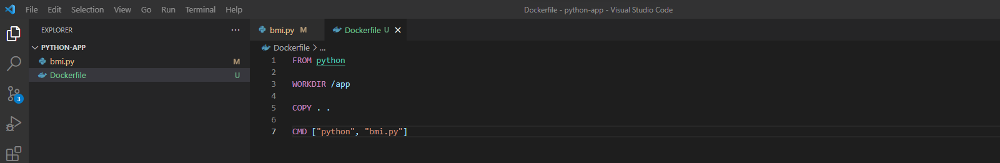 File Edit Selection View Go Run Terminal Help
Dockerfile - python-app - Visual Studio Code
EXPLORER
PYTHON-APP
bmi.py M
Dockerfile U
3
bmi.py M
Dockerfile U
Dockerfile > ...
1 FROM python
2
3 WORKDIR /app
4
5 COPY . .
6
7 CMD ["python", "bmi.py"]